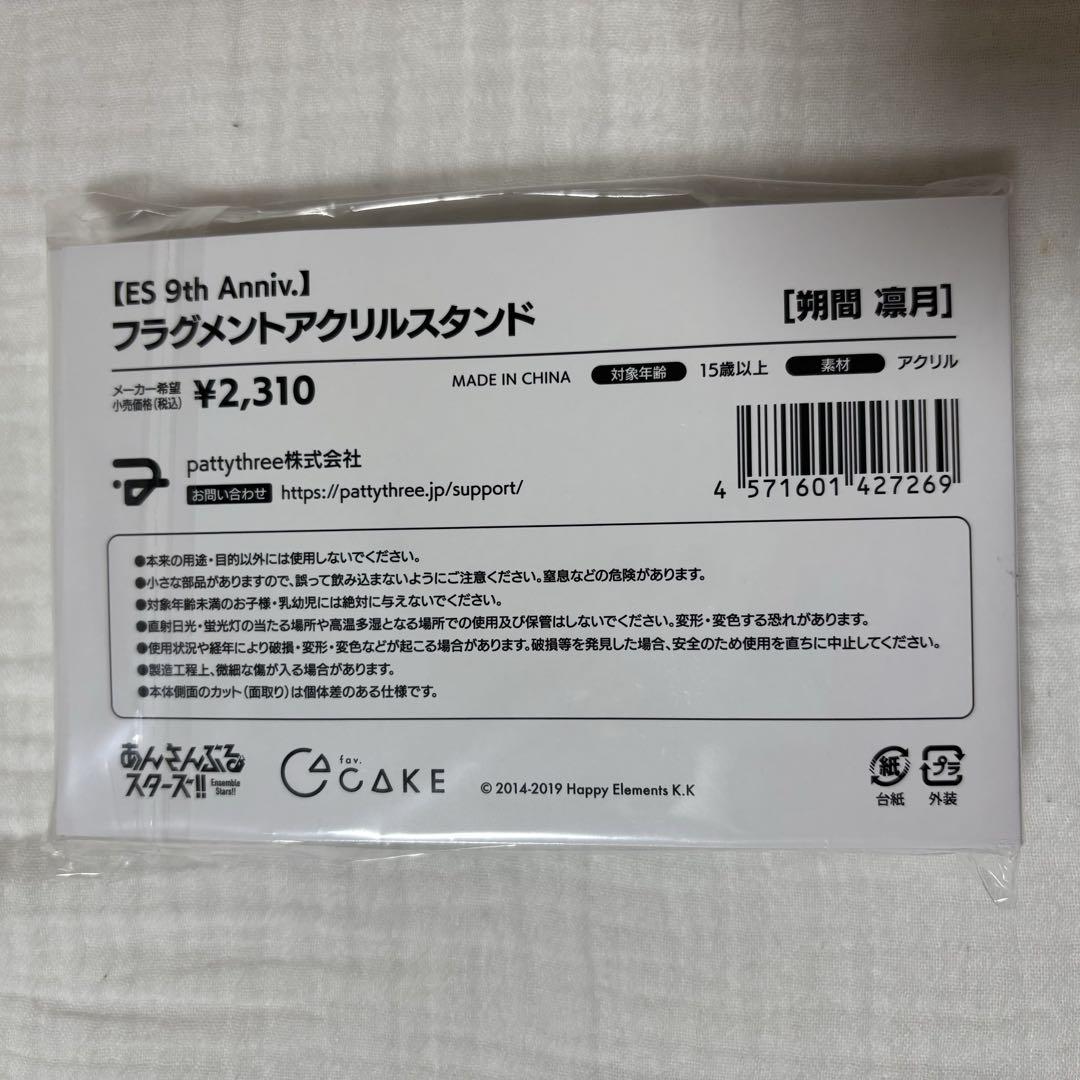 【ES 9th Anniv.】
フラグメントアクリルスタンド
[朔間 凛月]
メーカー希望
小売価格(税込)
¥2,310
MADE IN CHINA
対象年齢
15歳以上
素材
アクリル
pattythree株式会社
お問い合わせ
https://pattythree.jp/support/
4 571601 427269
●本来の用途・目的以外には使用しないでください。
●小さな部品がありますので、誤って飲み込まないようにご注意ください。窒息などの危険があります。
●対象年齢未満のお子様・乳幼児には絶対に与えないでください。
●直射日光・蛍光灯の当たる場所や高温多湿となる場所での使用及び保管はしないでください。変形・変色する恐れがあります。
●使用状況や経年により破損・変形・変色などが起こる場合があります。破損等を発見した場合、安全のため使用を直ちに中止してください。
●製造工程上、微細な傷が入る場合があります。
●本体側面のカット(面取り)は個体差のある仕様です。
あんさんぶる
スターズ!!
Ensemble
Stars!!
fav.
CAKE
© 2014-2019 Happy Elements K.K
紙
台紙
プラ
外装